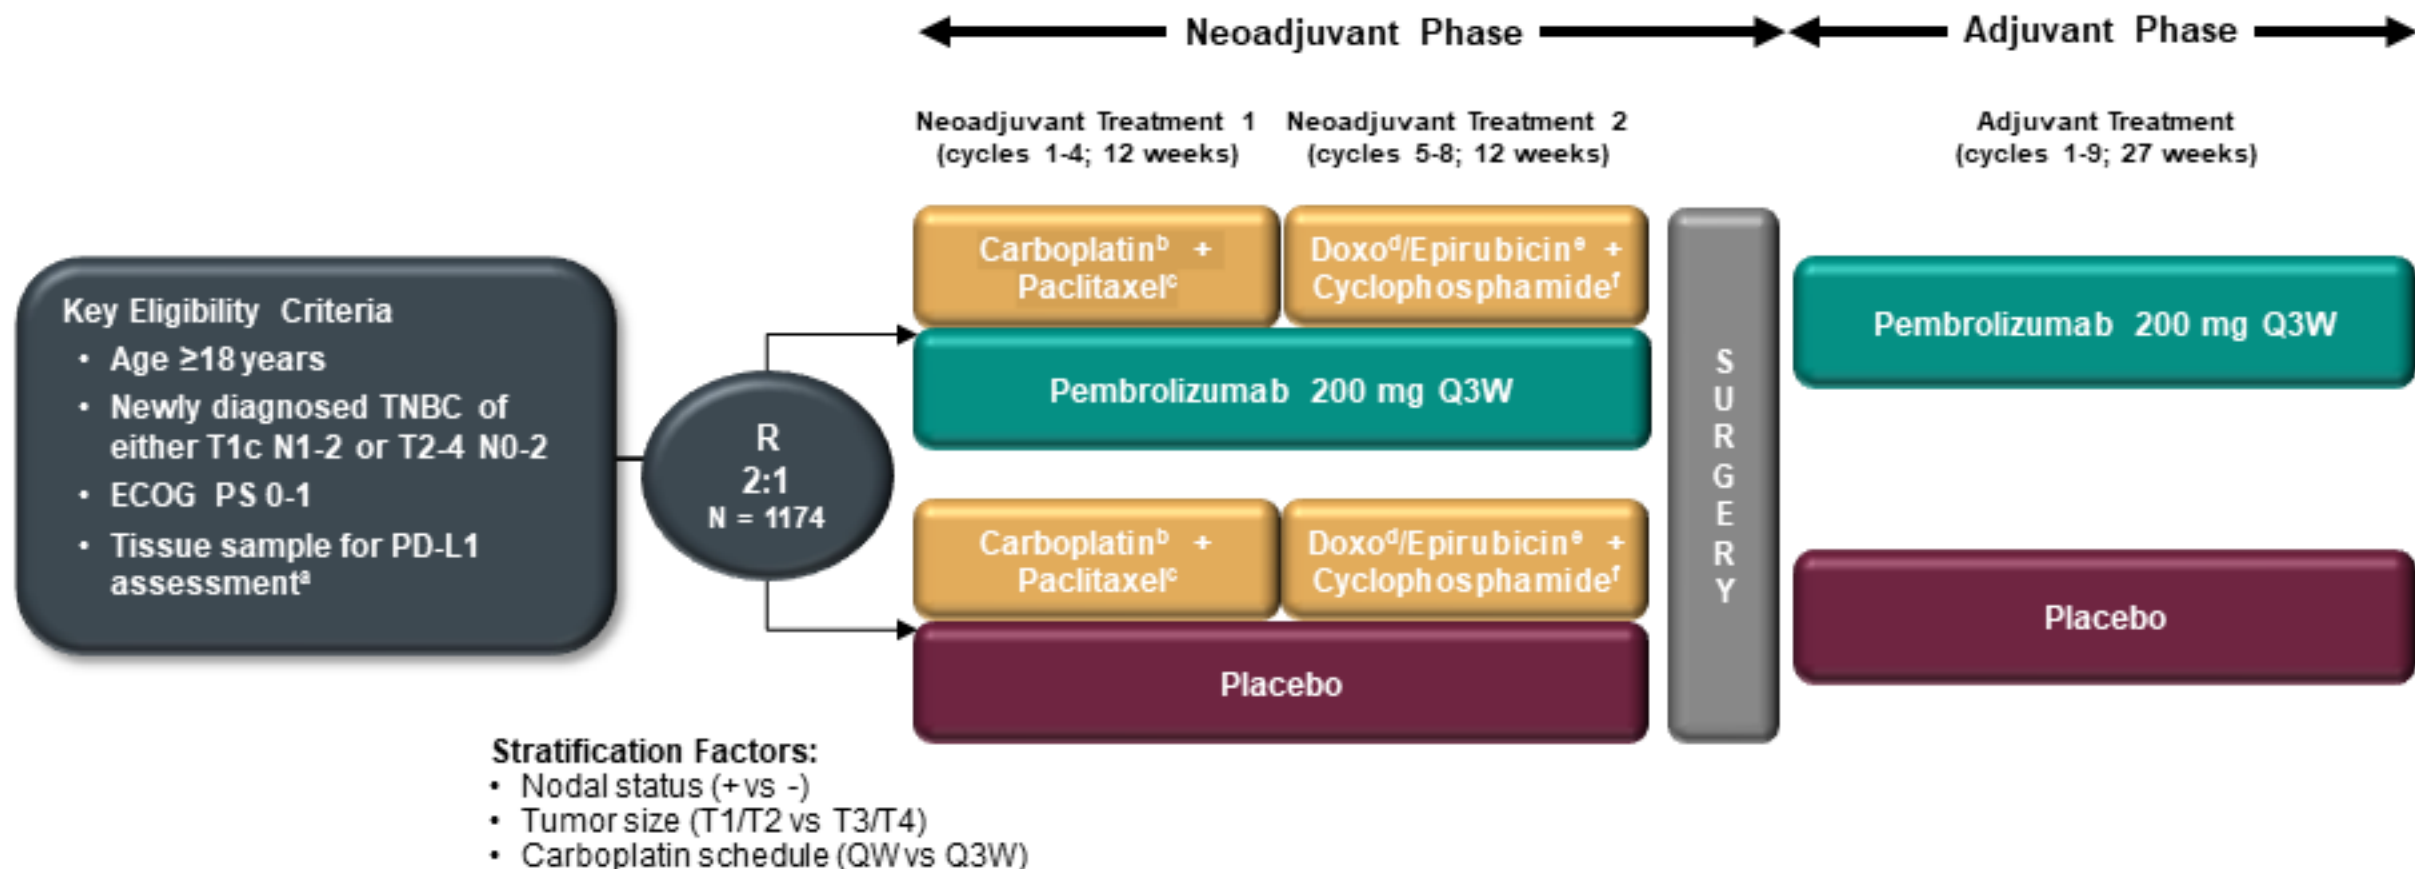 Neoadjuvant Phase
Adjuvant Phase
Neoadjuvant Treatment 1
(cycles 1-4; 12 weeks)
Neoadjuvant Treatment 2
(cycles 5-8; 12 weeks)
Adjuvant Treatment
(cycles 1-9; 27 weeks)
Key Eligibility Criteria
• Age ≥18 years
• Newly diagnosed TNBC of
either T1c N1-2 or T2-4 N0-2
• ECOG PS 0-1
• Tissue sample for PD-L1
assessmentᵃ
R
2:1
N = 1174
Carboplatinᵇ +
Paclitaxelᶜ
Doxoᵈ/Epirubicinᵉ +
Cyclophosphamideᶠ
Pembrolizumab 200 mg Q3W
Carboplatinᵇ +
Paclitaxelᶜ
Doxoᵈ/Epirubicinᵉ +
Cyclophosphamideᶠ
Placebo
SURGERY
Pembrolizumab 200 mg Q3W
Placebo
Stratification Factors:
• Nodal status (+ vs -)
• Tumor size (T1/T2 vs T3/T4)
• Carboplatin schedule (QW vs Q3W)